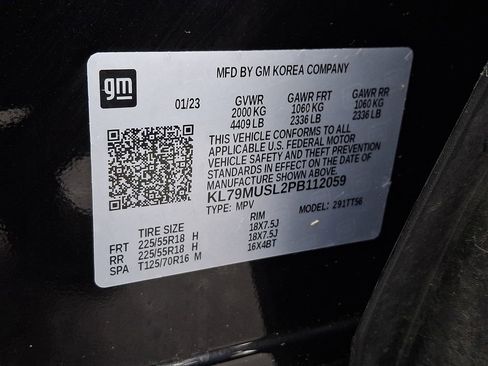 gm
MFD BY GM KOREA COMPANY
01/23 GVWR GAWR FRT GAWR RR
2000 KG 1060 KG 1060 KG
4409 LB 2336 LB 2336 LB
THIS VEHICLE CONFORMS TO ALL
APPLICABLE U.S. FEDERAL MOTOR
VEHICLE SAFETY AND THEFT PREVENTION
STANDARDS IN EFFECT ON THE DATE OF
MANUFACTURE SHOWN ABOVE.
KL79MUSL2PB112059
TYPE: MPV MODEL: 291TT56
TIRE SIZE RIM
FRT 225/55R18 H 18X7.5J
RR 225/55R18 H 18X7.5J
SPA T125/70R16 M 16X4BT